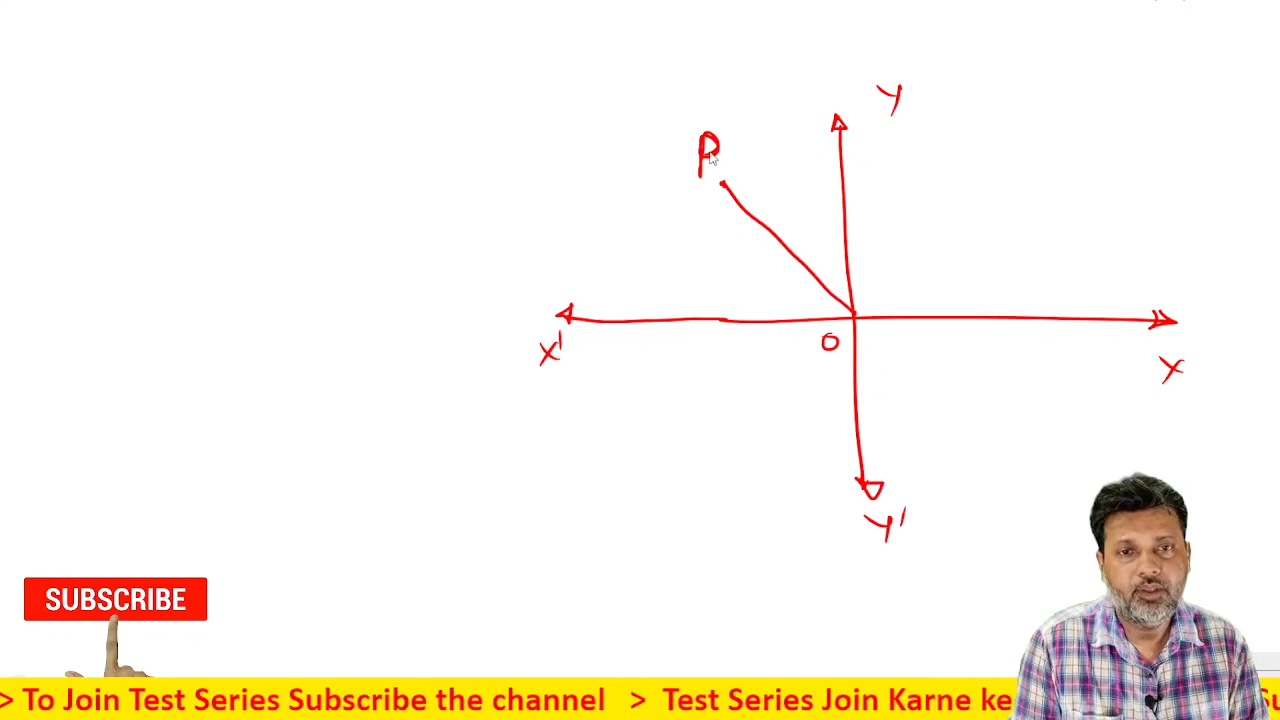 Y
P
X'
O
X
Y'
SUBSCRIBE
> To Join Test Series Subscribe the channel > Test Series Join Karne ke